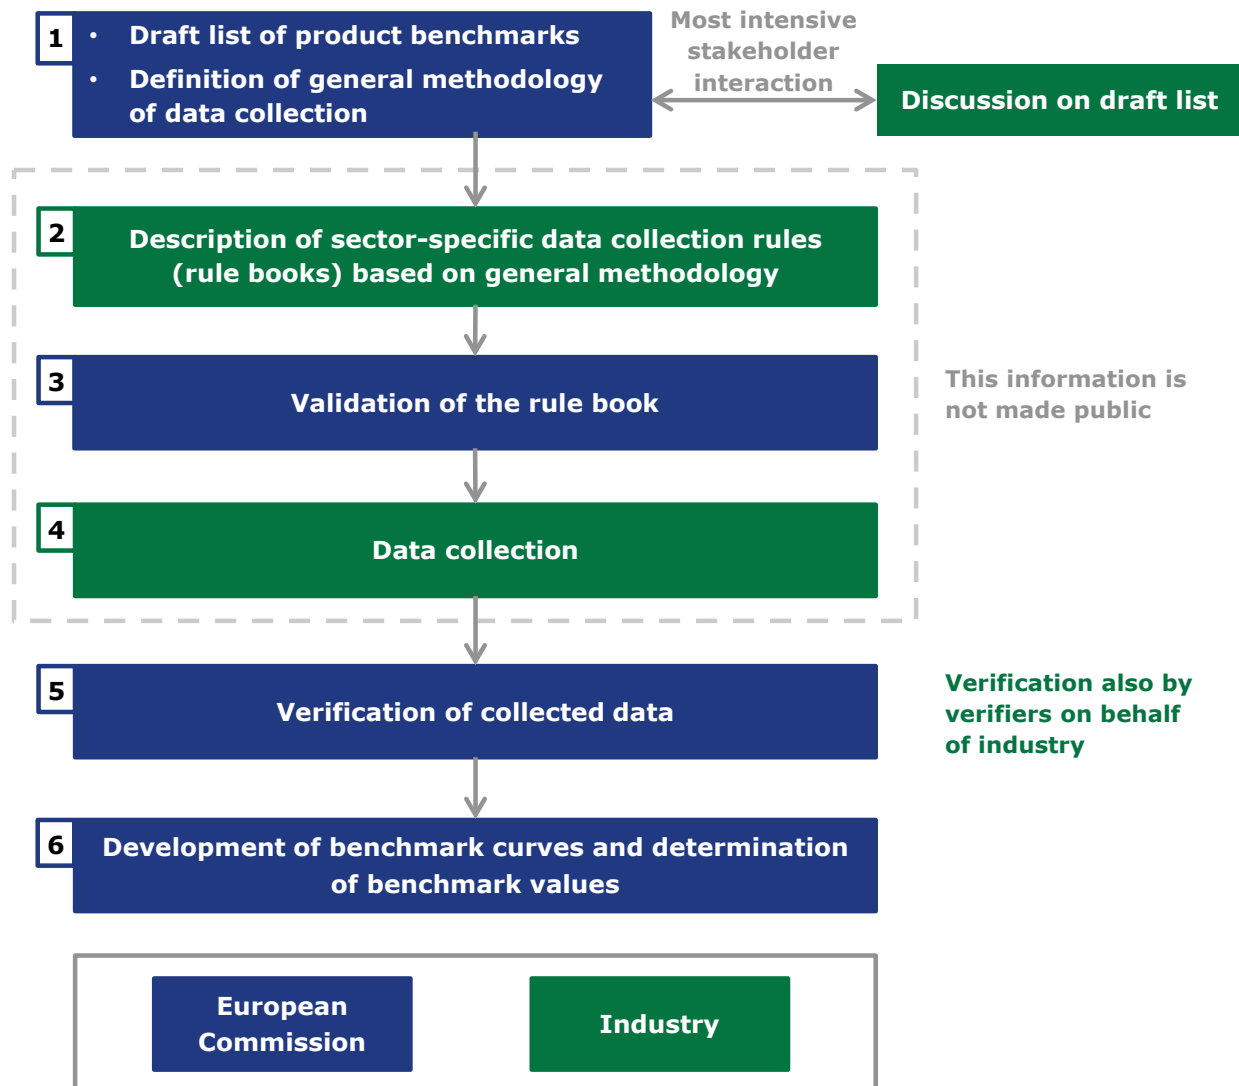 1
• Draft list of product benchmarks
• Definition of general methodology
of data collection
Most intensive
stakeholder
interaction
Discussion on draft list
2
Description of sector-specific data collection rules
(rule books) based on general methodology
3
Validation of the rule book
This information is
not made public
4
Data collection
5
Verification of collected data
Verification also by
verifiers on behalf
of industry
6
Development of benchmark curves and determination
of benchmark values
European
Commission
Industry